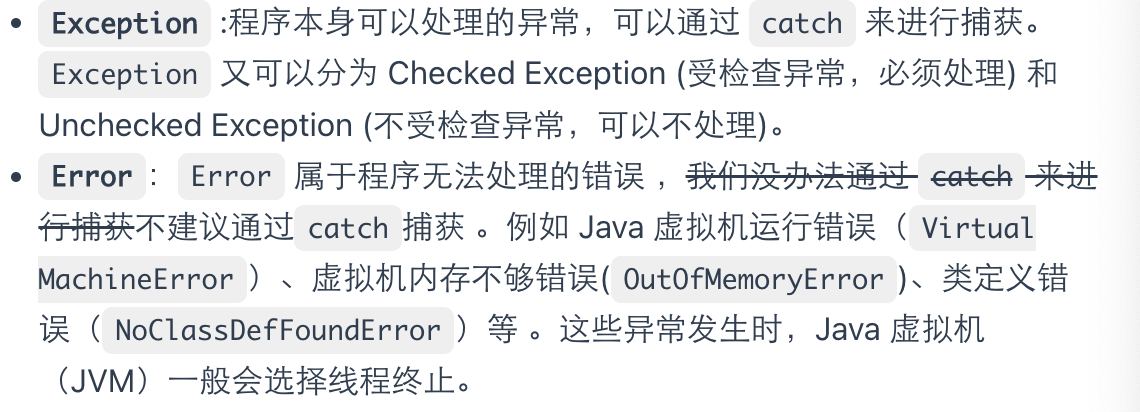 Exception :程序本身可以处理的异常，可以通过 catch 来进行捕获。
Exception 又可以分为 Checked Exception (受检查异常，必须处理) 和
Unchecked Exception (不受检查异常，可以不处理)。
Error： Error 属于程序无法处理的错误 ，我们没办法通过 catch 来进
行捕获不建议通过catch捕获 。例如 Java 虚拟机运行错误（Virtual
MachineError）、虚拟机内存不够错误(OutOfMemoryError)、类定义错
误（NoClassDefFoundError）等 。这些异常发生时，Java 虚拟机
（JVM）一般会选择线程终止。